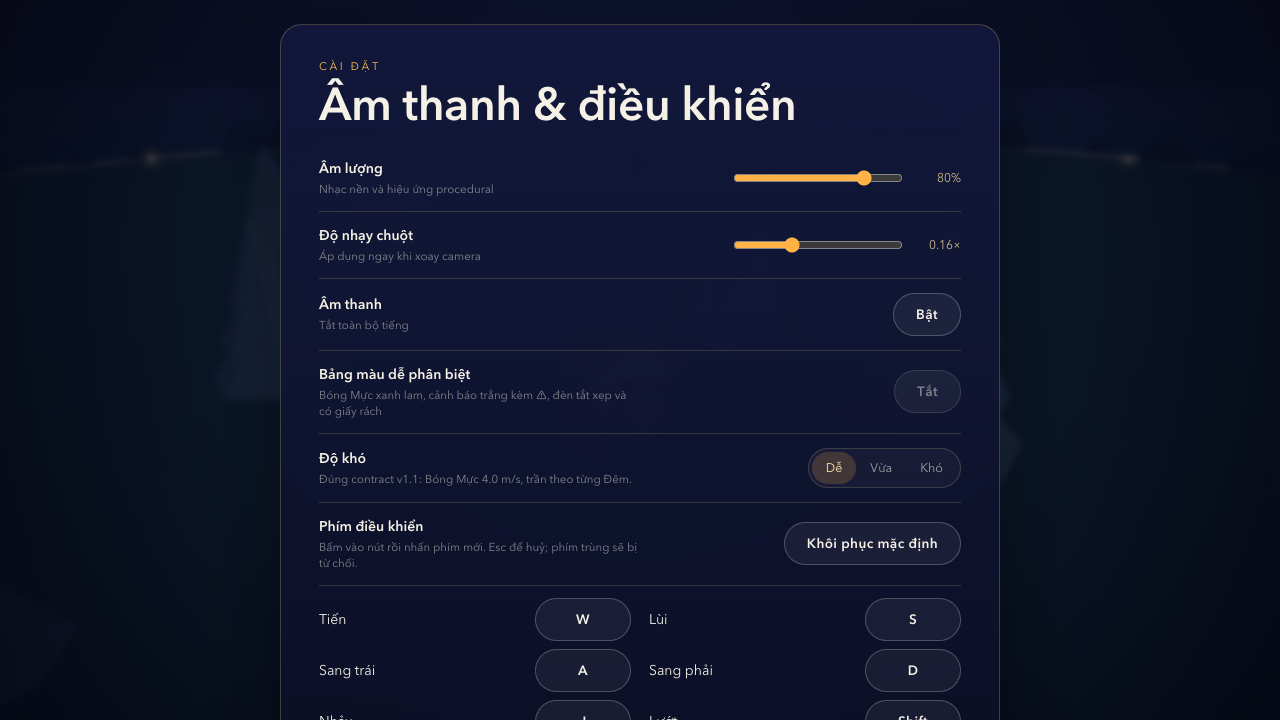 CÀI ĐẶT
Âm thanh & điều khiển
Âm lượng
Nhạc nền và hiệu ứng procedural
80%
Độ nhạy chuột
Áp dụng ngay khi xoay camera
0.16×
Âm thanh
Tắt toàn bộ tiếng
Bật
Bảng màu dễ phân biệt
Bóng Mực xanh lam, cảnh báo trắng kèm ⚠, đèn tắt xẹp và
có giấy rách
Tắt
Độ khó
Đúng contract v1.1: Bóng Mực 4.0 m/s, trần theo từng Đêm.
Dễ Vừa Khó
Phím điều khiển
Bấm vào nút rồi nhấn phím mới. Esc để huỷ; phím trùng sẽ bị
từ chối.
Khôi phục mặc định
Tiến W Lùi S
Sang trái A Sang phải D